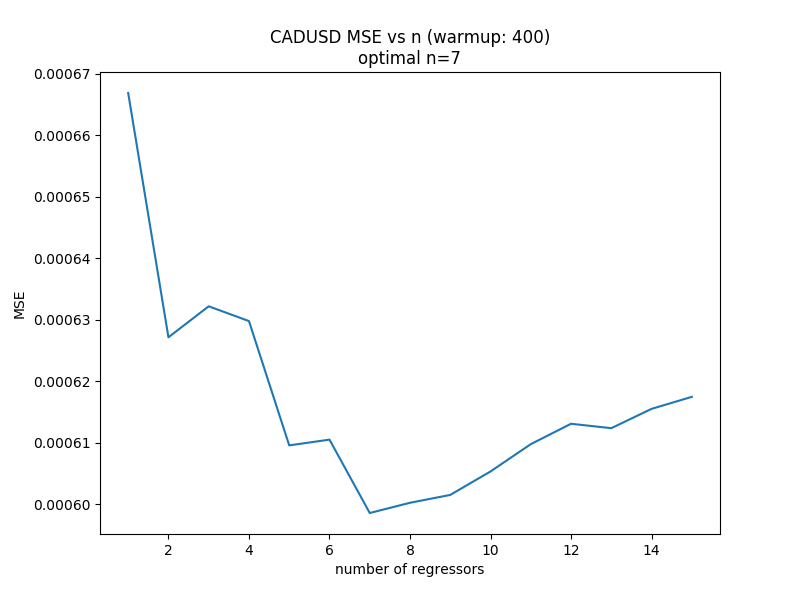 CADUSD MSE vs n (warmup: 400)
optimal n=7
0.00067
0.00066
0.00065
0.00064
0.00063
0.00062
0.00061
0.00060
MSE
2 4 6 8 10 12 14
number of regressors